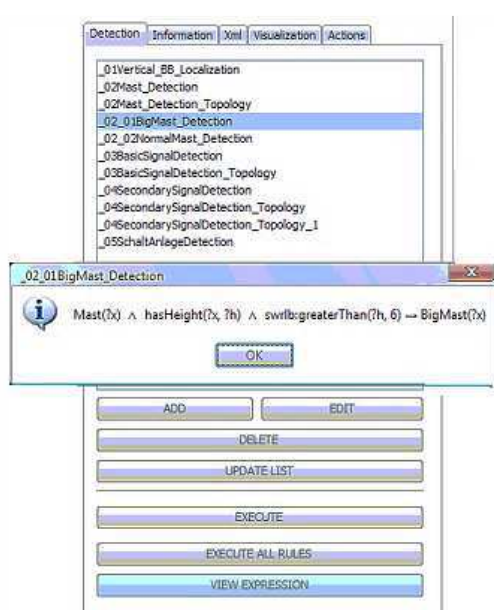 Detection Information Xml Visualization Actions
_01Vertical_BB_Localization
_02Mast_Detection
_02Mast_Detection_Topology
_02_01BigMast_Detection
_02_02NormalMast_Detection
_03BasicSignalDetection
_03BasicSignalDetection_Topology
_04SecondarySignalDetection
_04SecondarySignalDetection_Topology
_04SecondarySignalDetection_Topology_1
_05SchaltAnlageDetection
_02_01BigMast_Detection
Mast(?x) ∧ hasHeight(?x, ?h) ∧ swrlb:greaterThan(?h, 6) → BigMast(?x)
OK
ADD EDIT
DELETE
UPDATE LIST
EXECUTE
EXECUTE ALL RULES
VIEW EXPRESSION